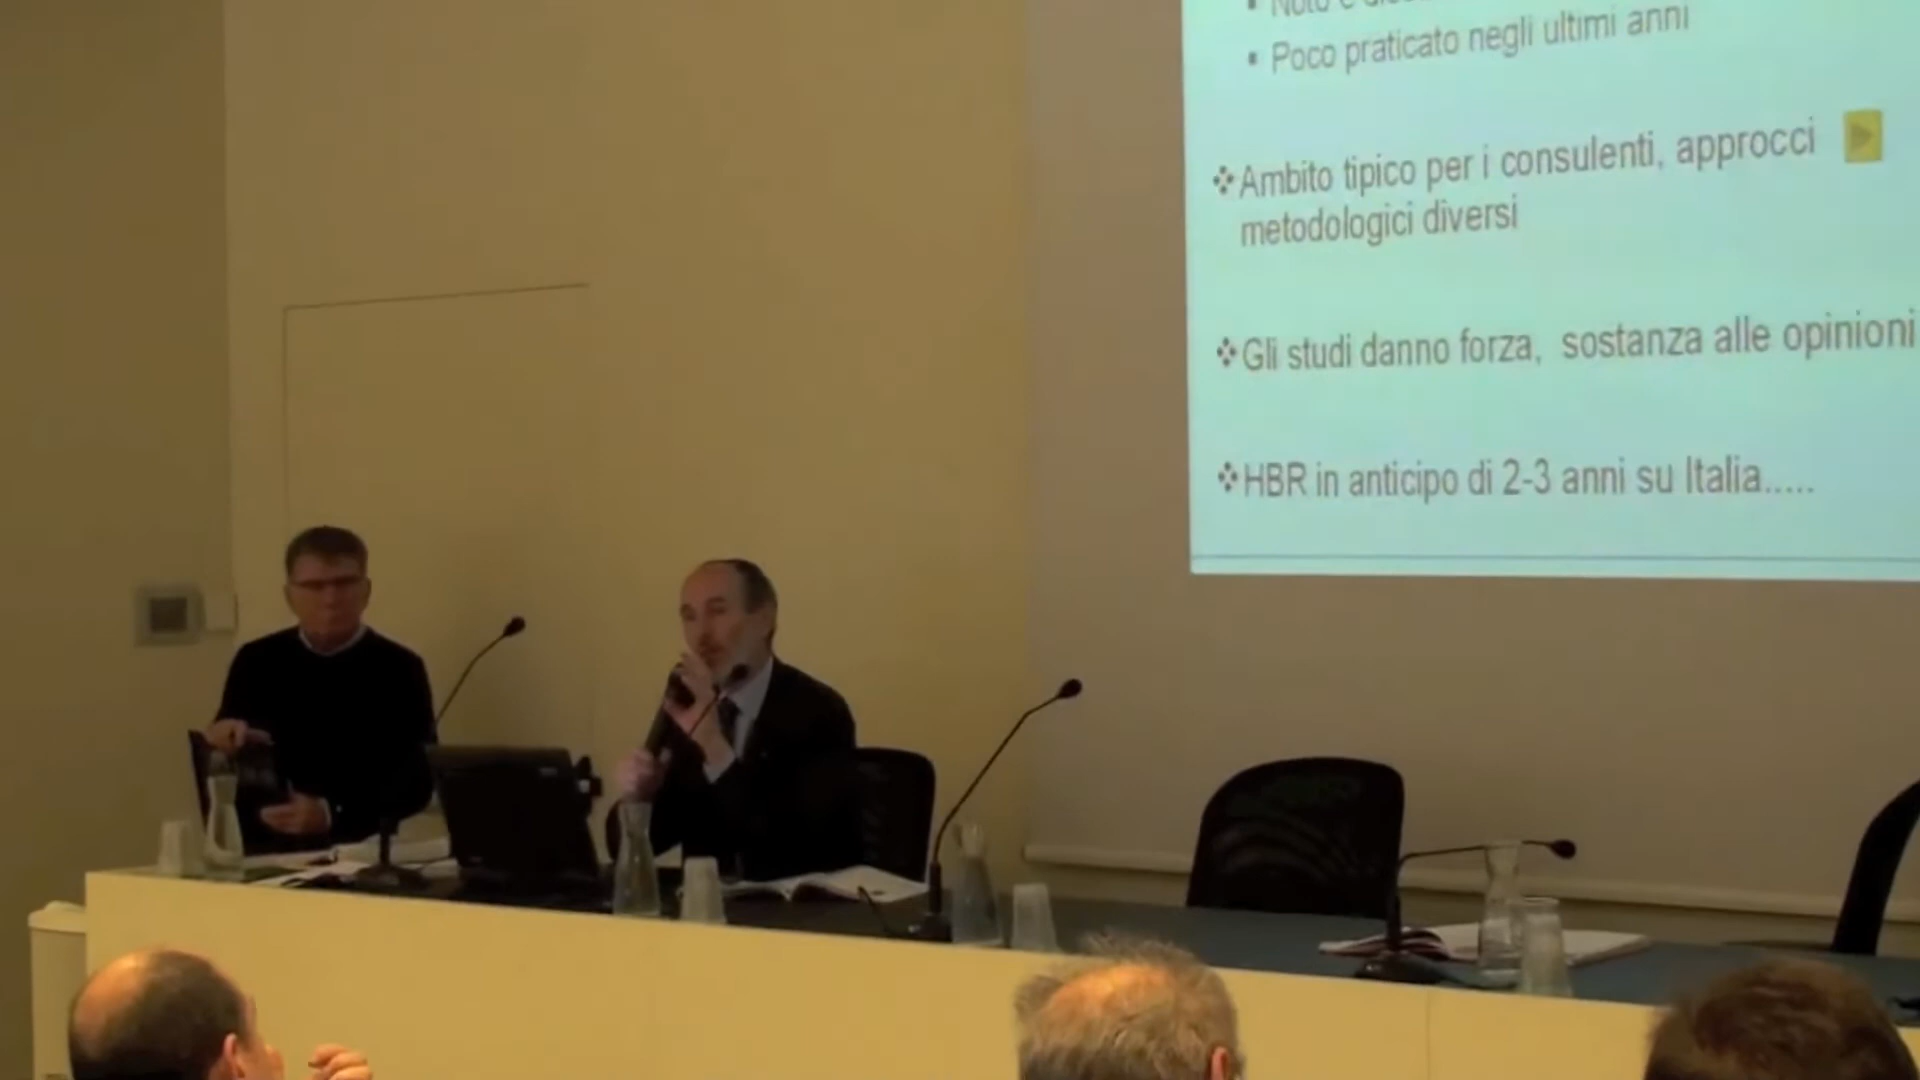 Noto e
Poco praticato negli ultimi anni
Ambito tipico per i consulenti, approcci
metodologici diversi
Gli studi danno forza, sostanza alle opinioni
HBR in anticipo di 2-3 anni su Italia.....